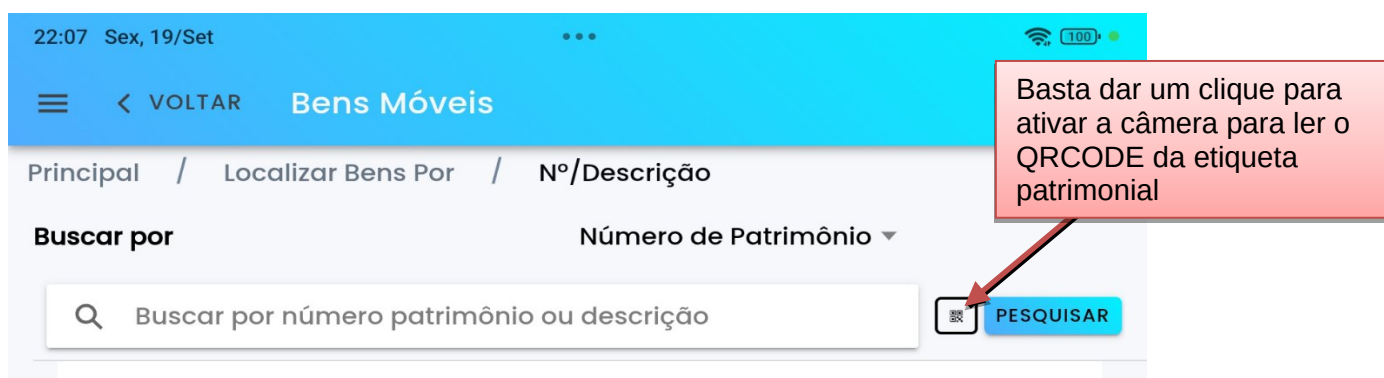 22:07 Sex, 19/Set
100
VOLTAR Bens Móveis
Basta dar um clique para
ativar a câmera para ler o
QRCODE da etiqueta
patrimonial
Principal / Localizar Bens Por / Nº/Descrição
Buscar por
Número de Patrimônio
Buscar por número patrimônio ou descrição
PESQUISAR